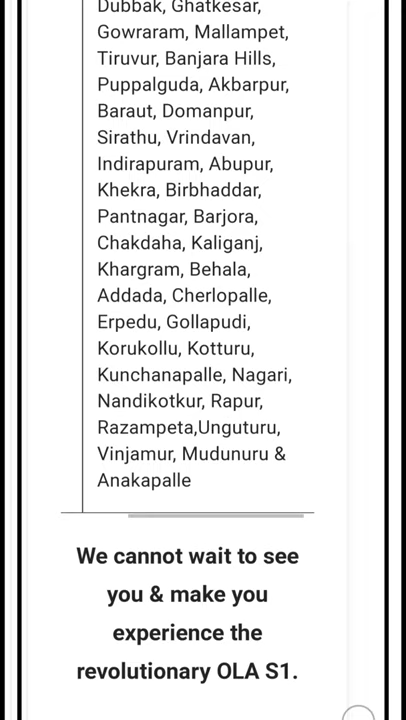 Dubbak, Ghatkesar,
Gowraram, Mallampet,
Tiruvur, Banjara Hills,
Puppalguda, Akbarpur,
Baraut, Domanpur,
Sirathu, Vrindavan,
Indirapuram, Abupur,
Khekra, Birbhaddar,
Pantnagar, Barjora,
Chakdaha, Kaliganj,
Khargram, Behala,
Addada, Cherlopalle,
Erpedu, Gollapudi,
Korukollu, Kotturu,
Kunchanapalle, Nagari,
Nandikotkur, Rapur,
Razampeta,Unguturu,
Vinjamur, Mudunuru &
Anakapalle
We cannot wait to see
you & make you
experience the
revolutionary OLA S1.